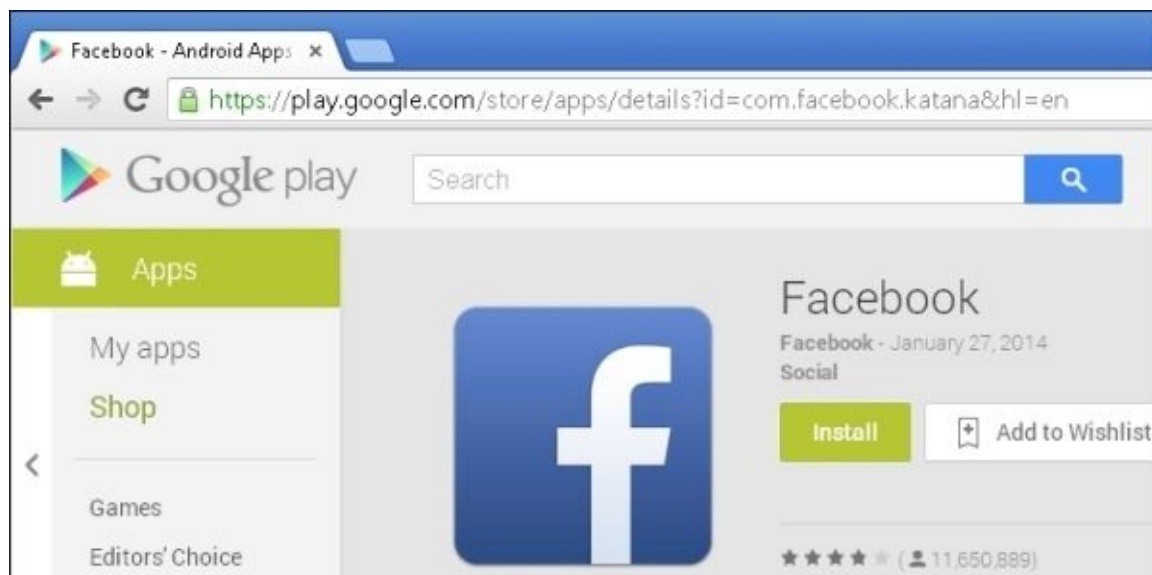 Facebook - Android Apps
https://play.google.com/store/apps/details?id=com.facebook.katana&hl=en
Google play
Search
Apps
My apps
Shop
Games
Editors' Choice
Facebook
Facebook - January 27, 2014
Social
Install
Add to Wishlist
(11,650,889)